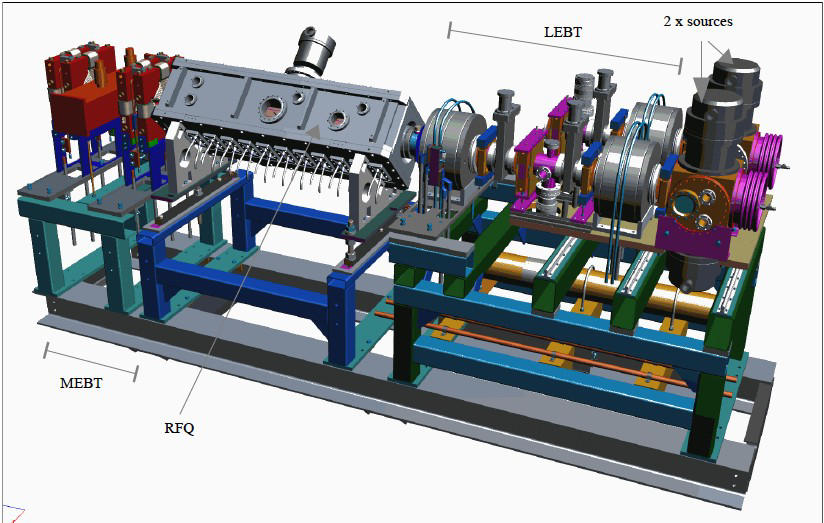 2 x sources
LEBT
MEBT
RFQ